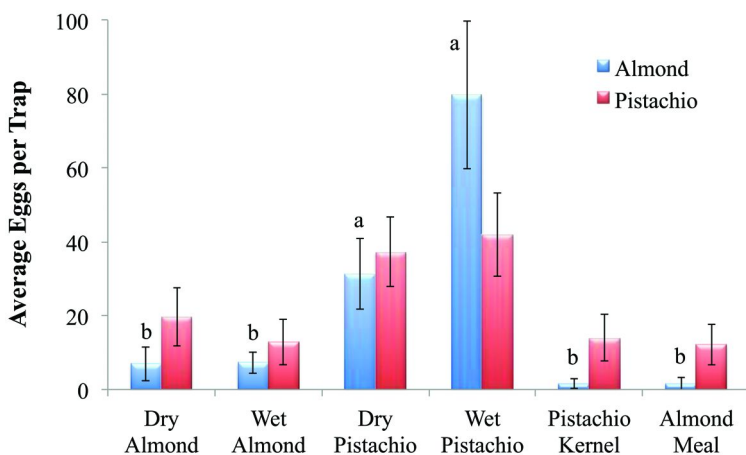 Average Eggs per Trap
100
80
60
40
20
0
a
a
b
b
b
b
Almond
Pistachio
Dry Almond
Wet Almond
Dry Pistachio
Wet Pistachio
Pistachio Kernel
Almond Meal